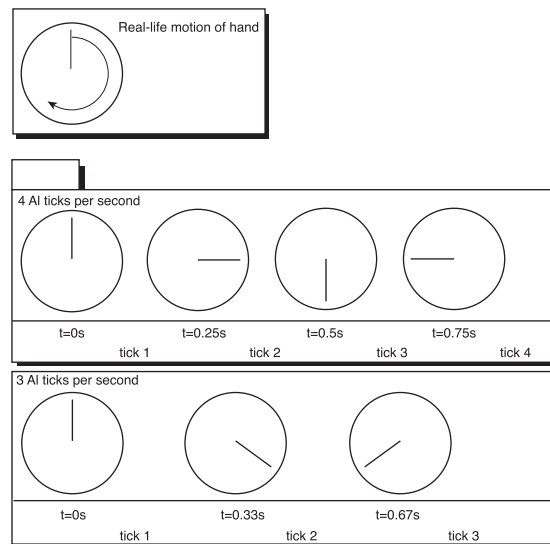 Real-life motion of hand
4 AI ticks per second
t=0s t=0.25s t=0.5s t=0.75s
tick 1 tick 2 tick 3 tick 4
3 AI ticks per second
t=0s t=0.33s t=0.67s
tick 1 tick 2 tick 3